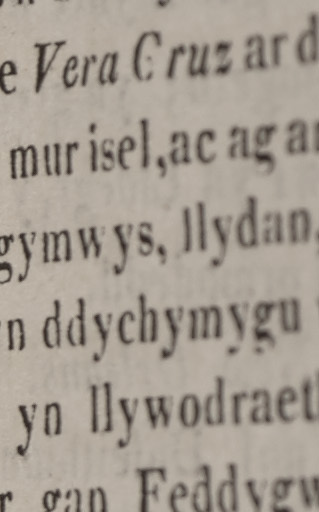 e Vera Cruz ar d
mur isel, ac ag a
gymwys, llydan,
n ddychymygu
yn llywodraet
r gan Feddyg